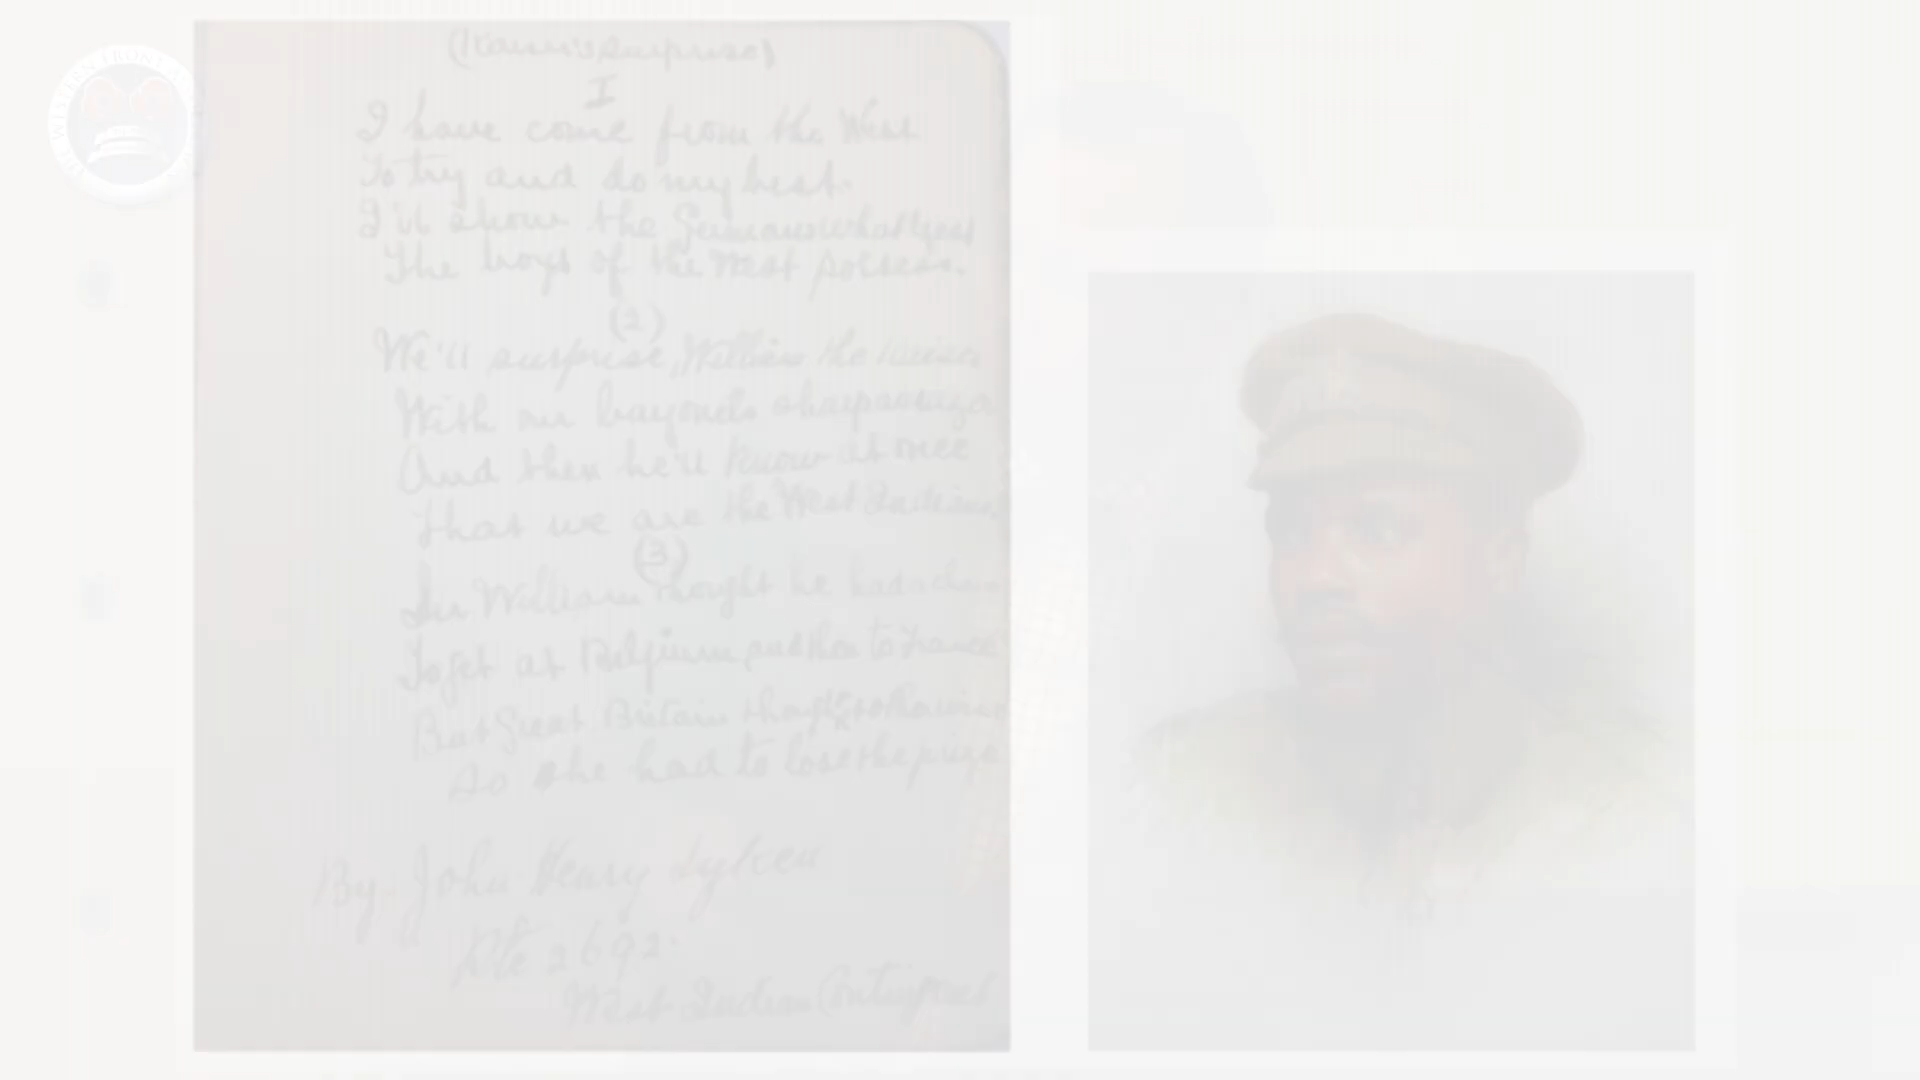 (Kaiser's surprise)
I
I have come from the West
To try and do my best.
I'll show the Germans what zest
The boys of the West possess.
(2)
We'll surprise, William the
With our bayonets sharp as
And then he'll know at once
That we are the West Indians
(3)
Sir William thought he had a
To get at Belgium, and then to France
But Great Britain
So he had to lose the prize
By, John Henry
Pte 2692.
West-Indian Contingent